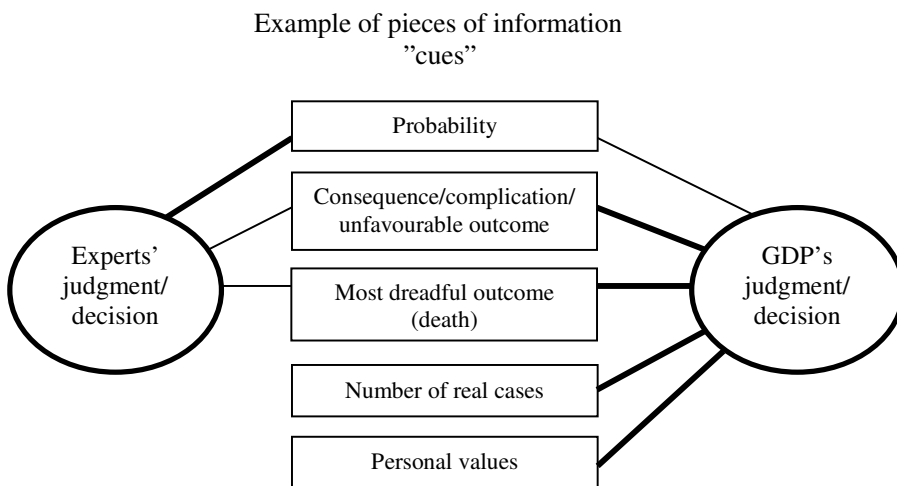 Example of pieces of information
”cues”
Probability
Consequence/complication/
unfavourable outcome
Experts’
judgment/
decision
Most dreadful outcome
(death)
GDP’s
judgment/
decision
Number of real cases
Personal values